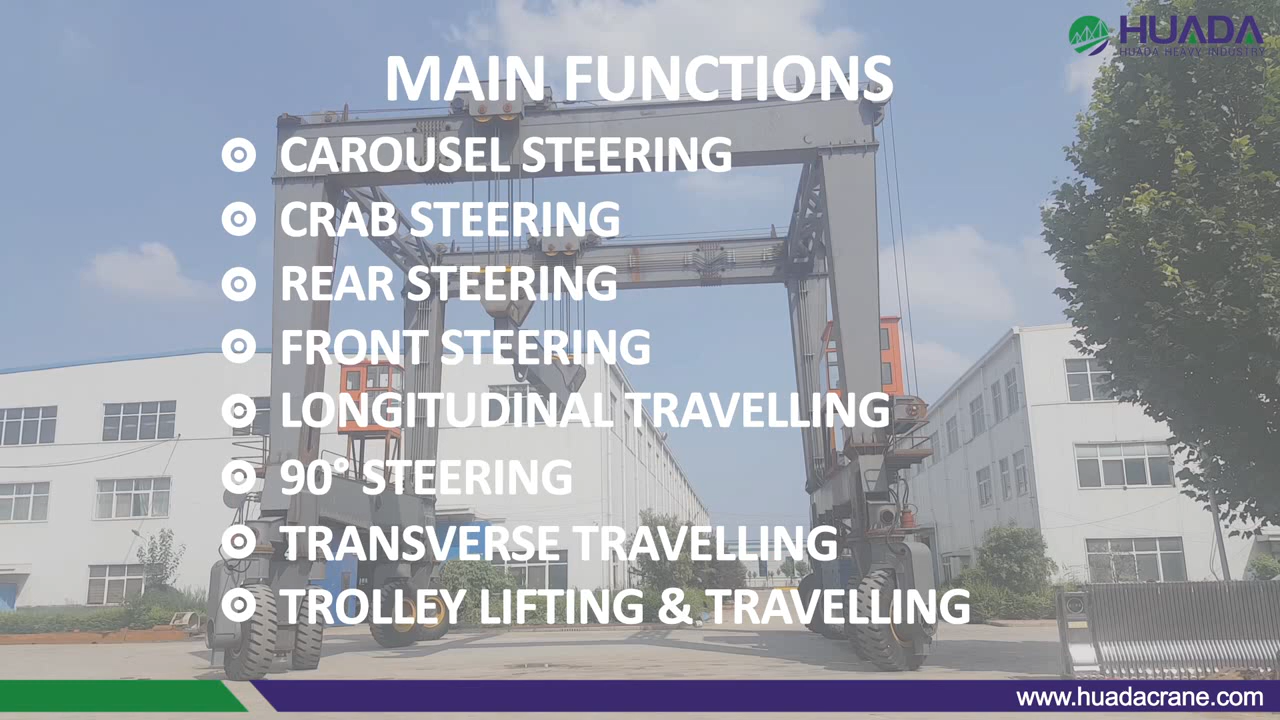 HUADA
HUADA HEAVY INDUSTRY
MAIN FUNCTIONS
CAROUSEL STEERING
CRAB STEERING
REAR STEERING
FRONT STEERING
LONGITUDINAL TRAVELLING
90° STEERING
TRANSVERSE TRAVELLING
TROLLEY LIFTING & TRAVELLING
www.huadacrane.com